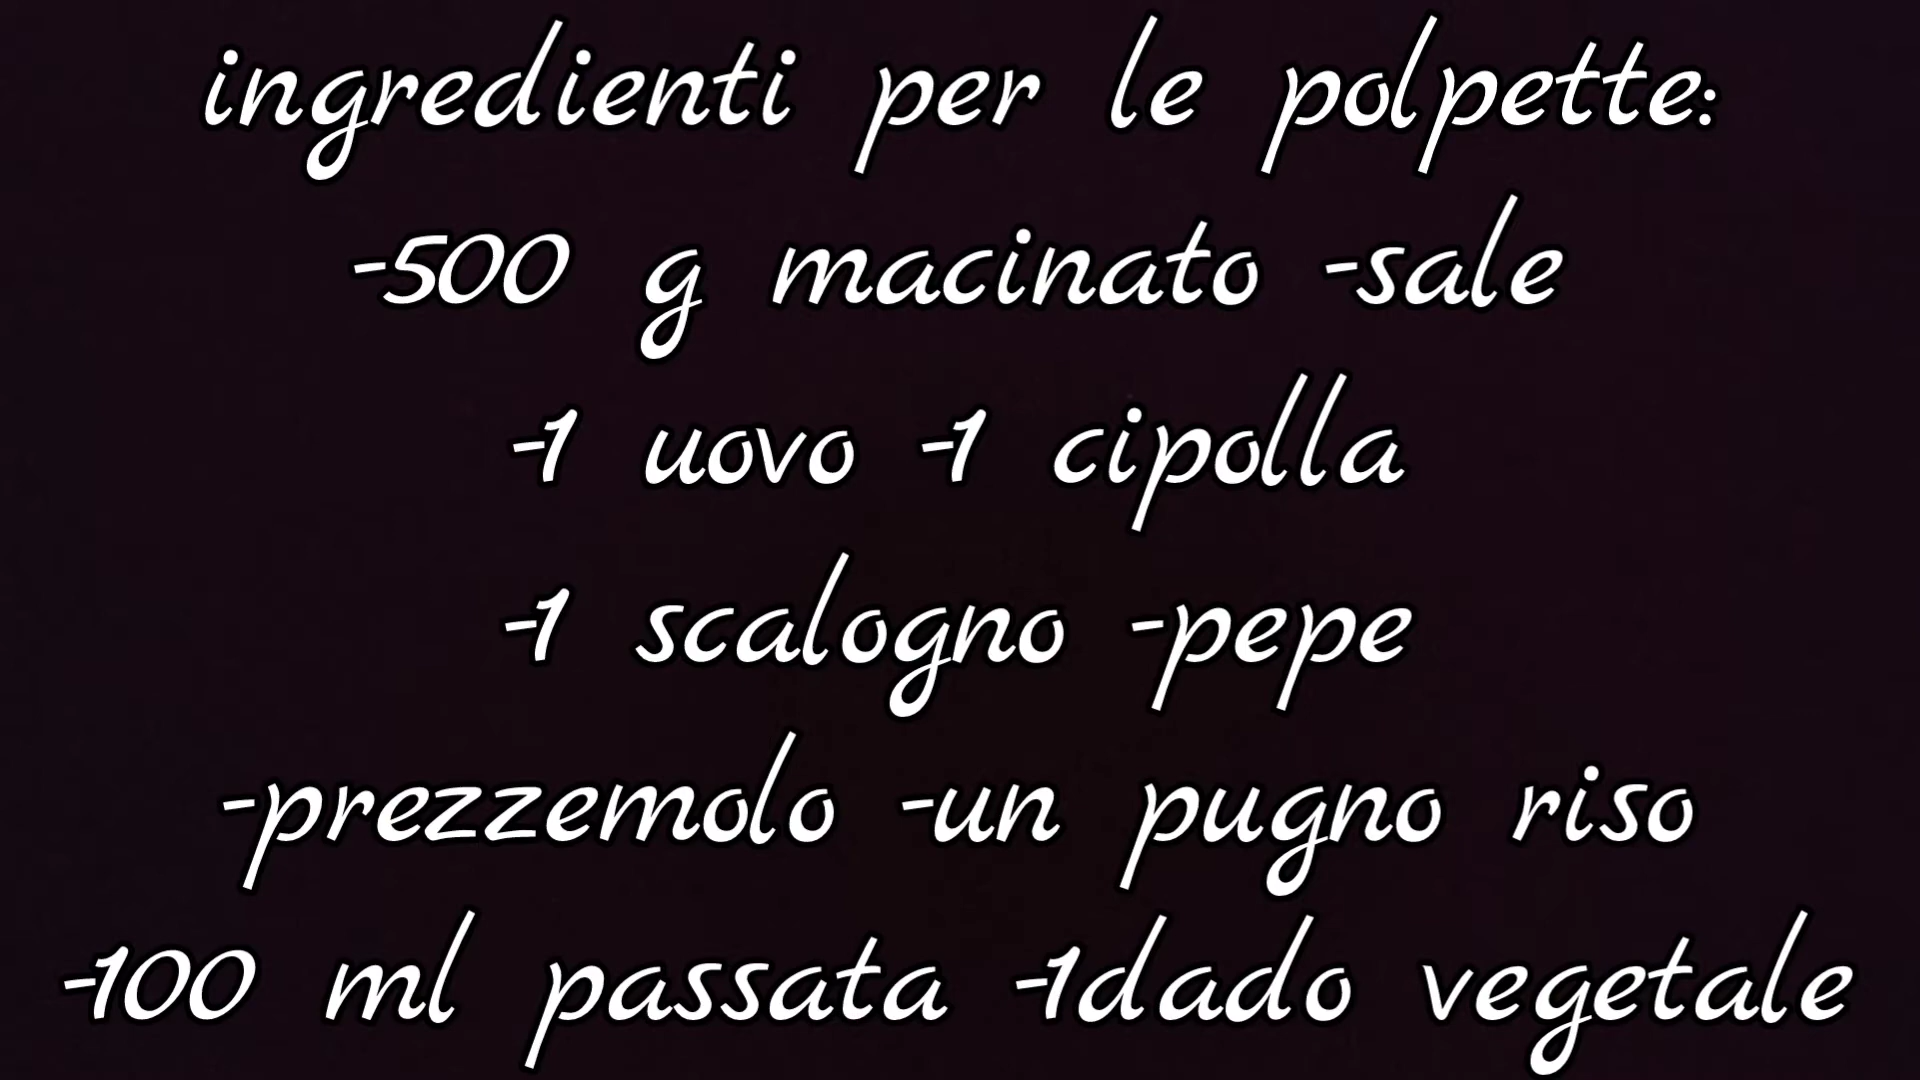 ingredienti per le polpette:
-500 g macinato -sale
-1 uovo -1 cipolla
-1 scalogno -pepe
-prezzemolo -un pugno riso
-100 ml passata -1dado vegetale